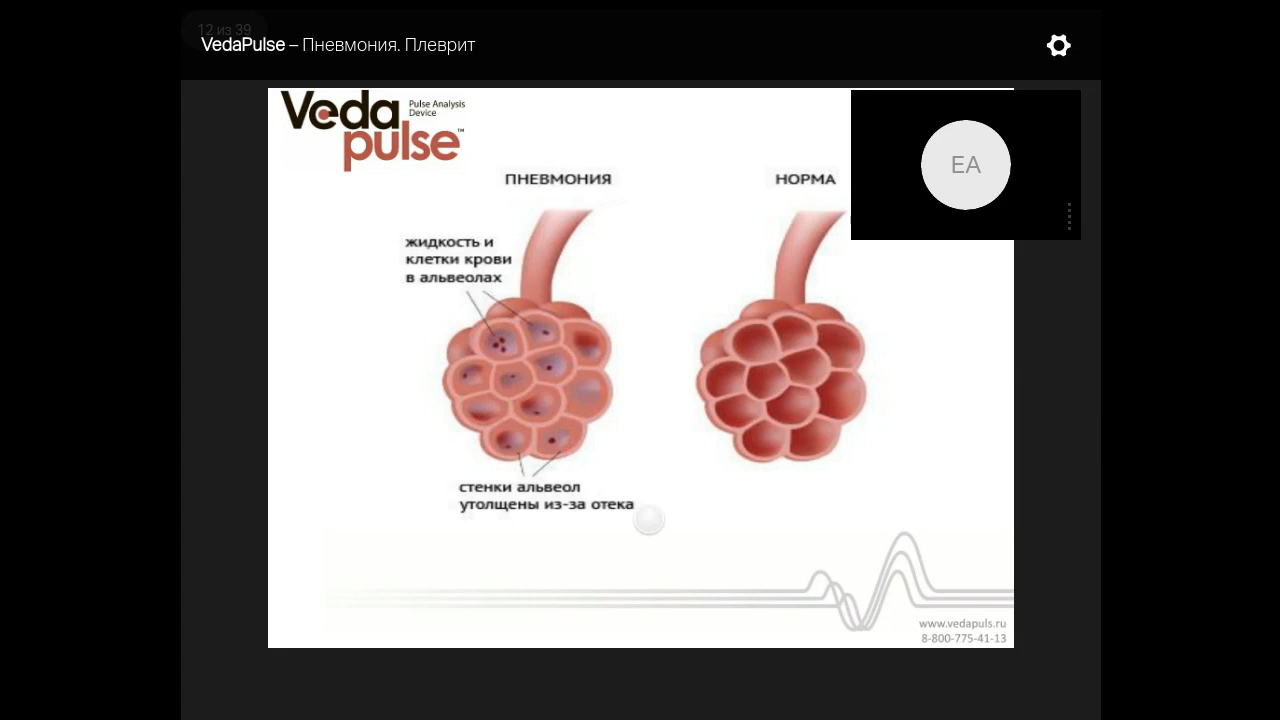 12 из 39
VedaPulse – Пневмония. Плеврит
Veda
Pulse Analysis
Device
pulse™
EA
ПНЕВМОНИЯ
НОРМА
жидкость и
клетки крови
в альвеолах
стенки альвеол
утолщены из-за отека
www.vedapuls.ru
8-800-775-41-13